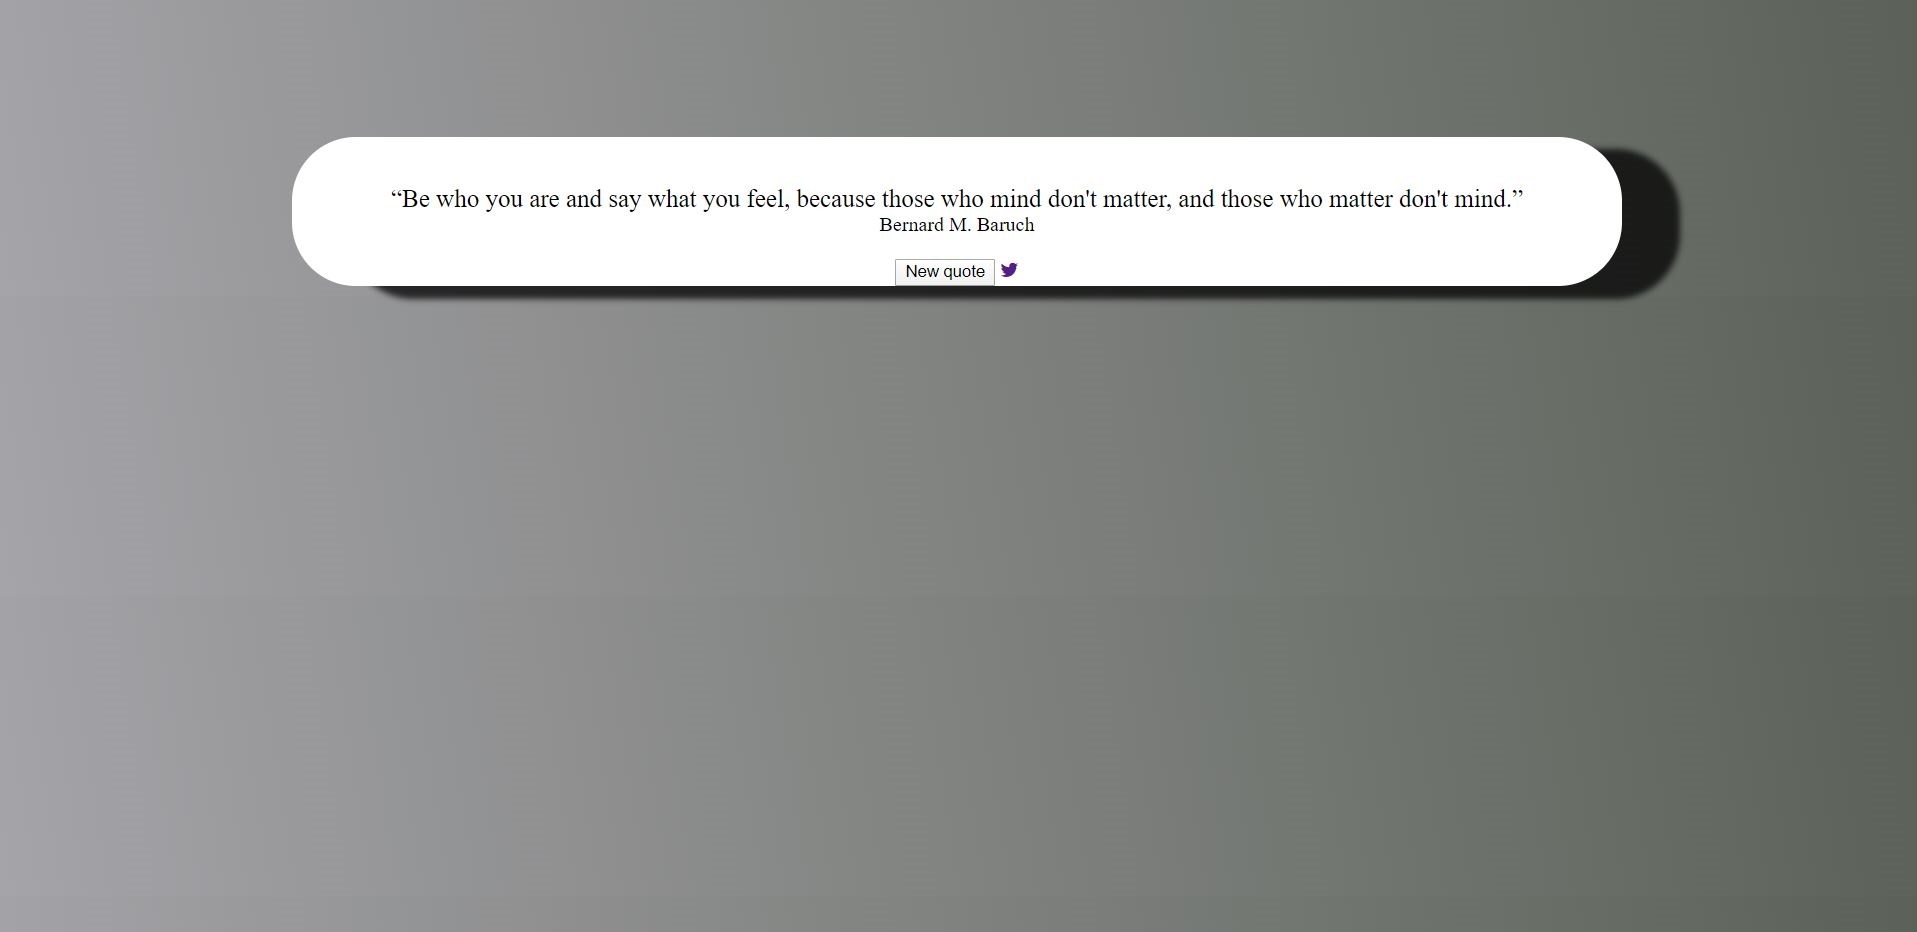 “Be who you are and say what you feel, because those who mind don't matter, and those who matter don't mind.”
Bernard M. Baruch
New quote